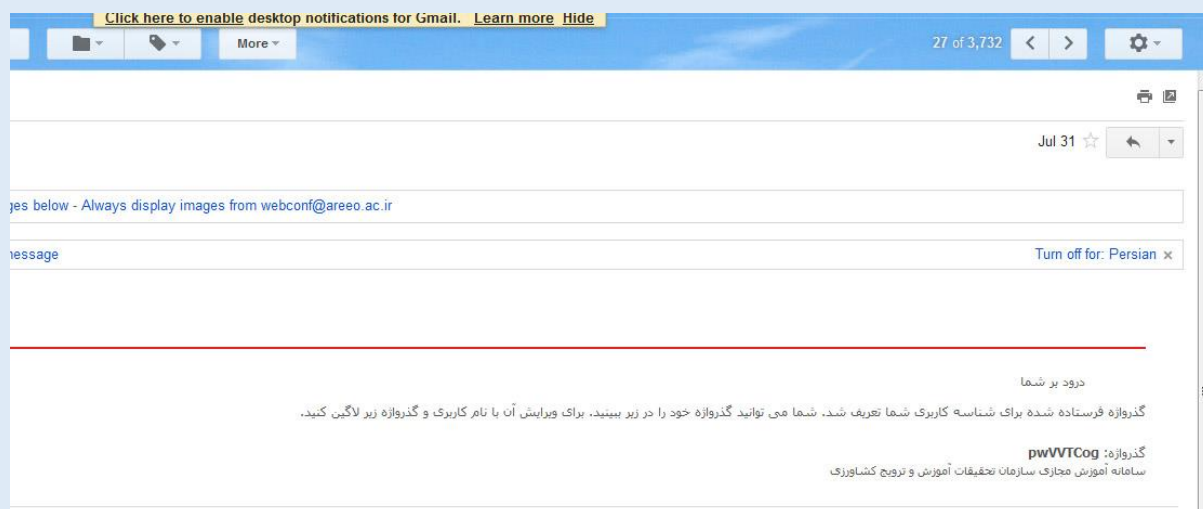 Click here to enable desktop notifications for Gmail. Learn more Hide
More
27 of 3,732
Jul 31
ges below - Always display images from webconf@areeo.ac.ir
message
Turn off for: Persian ×
درود بر شما
گذرواژه فرستاده شده برای شناسه کاربری شما تعریف شد. شما می توانید گذرواژه خود را در زیر ببینید. برای ویرایش آن با نام کاربری و گذرواژه زیر لاگین کنید.
گذرواژه: pwVVTCog
سامانه آموزش مجازی سازمان تحقیقات آموزش و ترویج کشاورزی